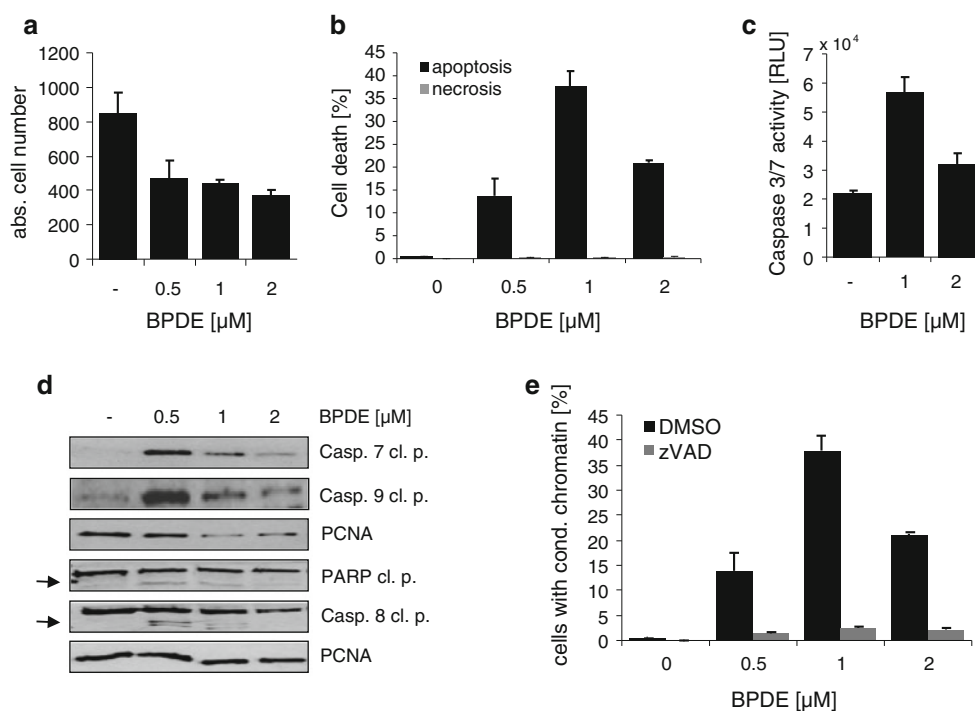 a
1200
1000
800
600
400
200
0
abs. cell number
- 0.5 1 2
BPDE [µM]
b
45
40
35
30
25
20
15
10
5
0
Cell death [%]
apoptosis
necrosis
0 0.5 1 2
BPDE [µM]
c
x 10⁴
7
6
5
4
3
2
1
0
Caspase 3/7 activity [RLU]
- 1 2
BPDE [µM]
d
- 0.5 1 2 BPDE [µM]
Casp. 7 cl. p.
Casp. 9 cl. p.
PCNA
PARP cl. p.
Casp. 8 cl. p.
PCNA
e
45
40
35
30
25
20
15
10
5
0
cells with cond. chromatin [%]
DMSO
zVAD
0 0.5 1 2
BPDE [µM]